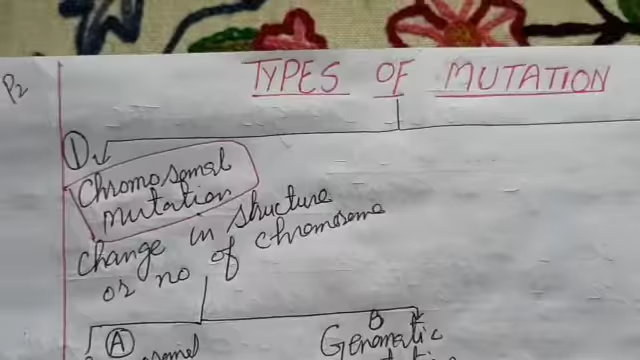 P2
TYPES OF MUTATION
①
Chromosomal
mutation
change in structure
or no of chromosome
Ⓐ
B
Genomatic